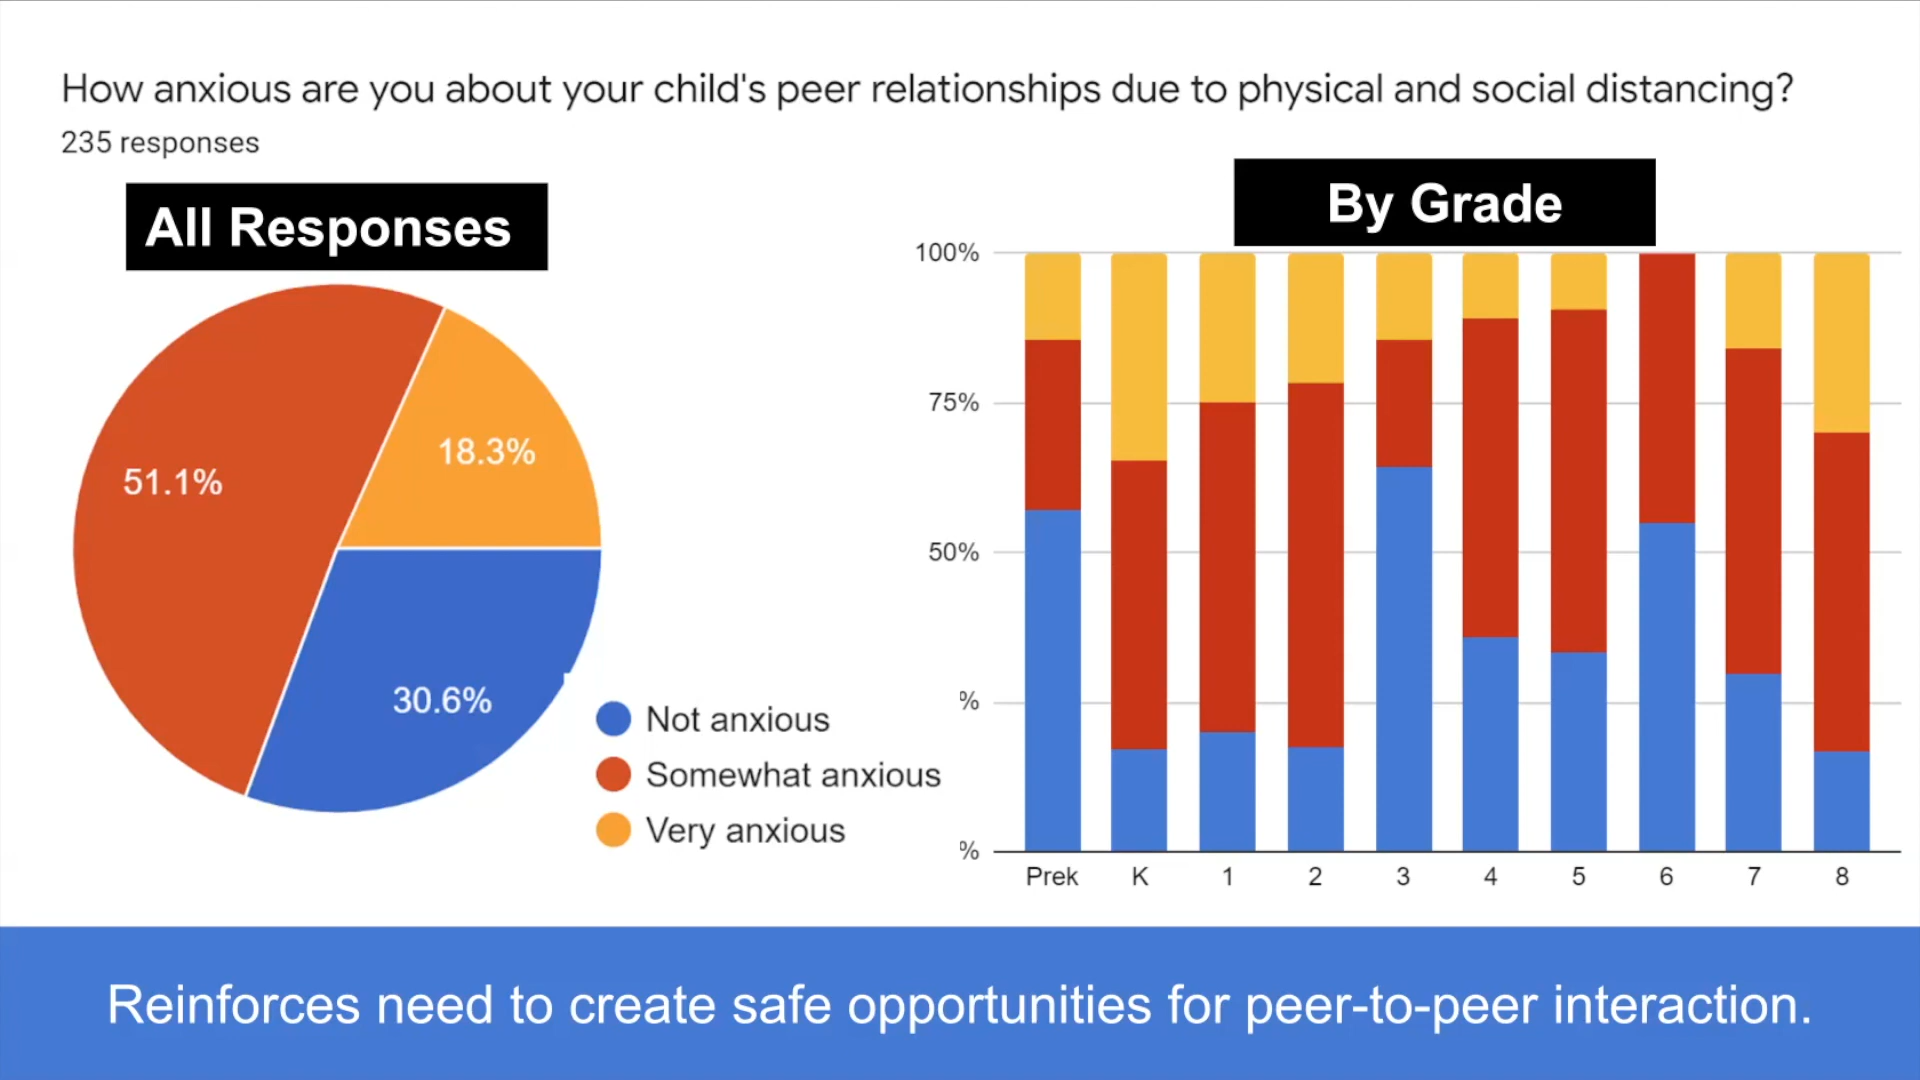 How anxious are you about your child's peer relationships due to physical and social distancing?
235 responses
All Responses
51.1%
18.3%
30.6%
Not anxious
Somewhat anxious
Very anxious
By Grade
100%
75%
50%
%
%
Prek K 1 2 3 4 5 6 7 8
Reinforces need to create safe opportunities for peer-to-peer interaction.